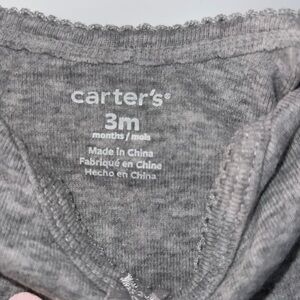 carter's®
3m
months / mois
Made in China
Fabriqué en Chine
Hecho en China